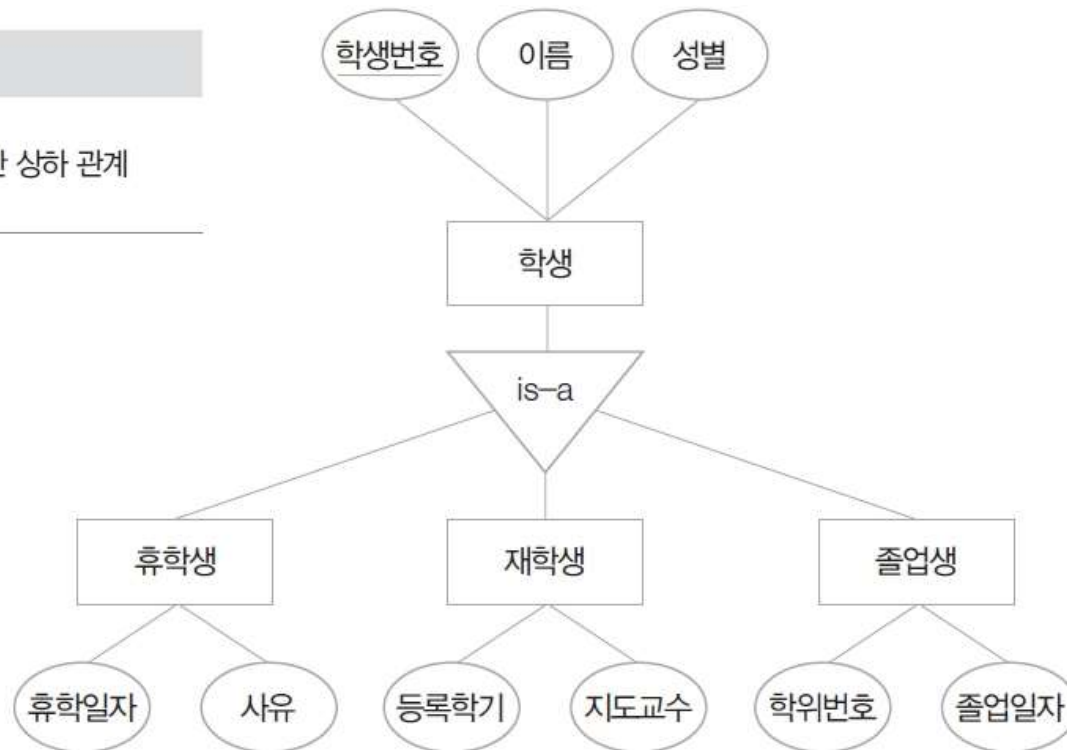 학생번호 이름 성별
상하 관계
학생
is-a
휴학생 재학생 졸업생
휴학일자 사유 등록학기 지도교수 학위번호 졸업일자